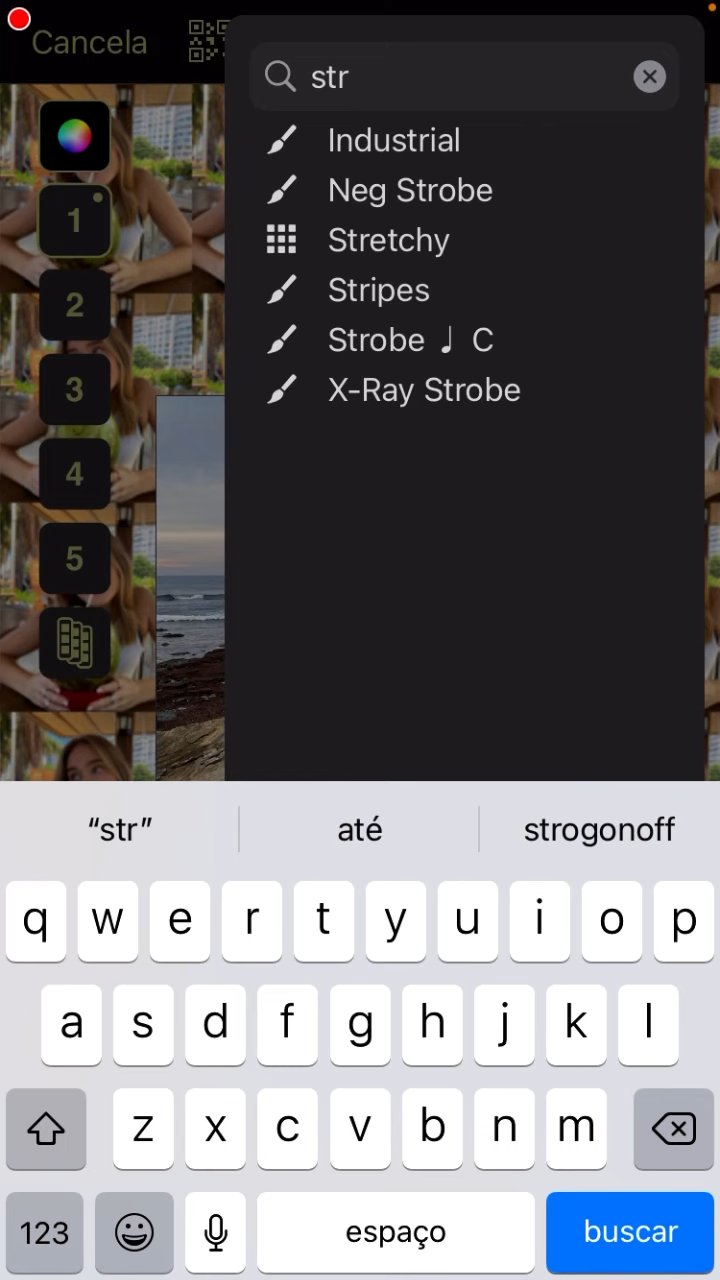 Cancela
str
Industrial
Neg Strobe
Stretchy
Stripes
Strobe ♩ C
X-Ray Strobe
1
2
3
4
5
“str” até strogonoff
q w e r t y u i o p
a s d f g h j k l
z x c v b n m
123 espaço buscar